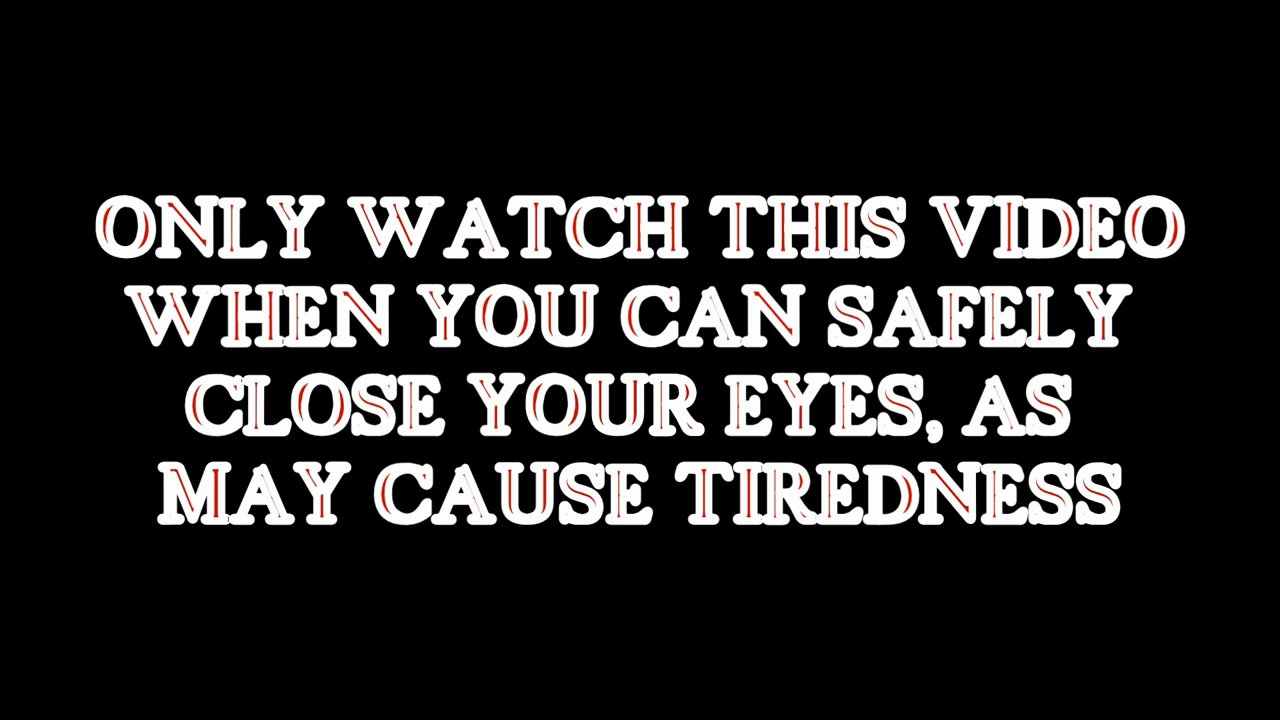 ONLY WATCH THIS VIDEO
WHEN YOU CAN SAFELY
CLOSE YOUR EYES, AS
MAY CAUSE TIREDNESS